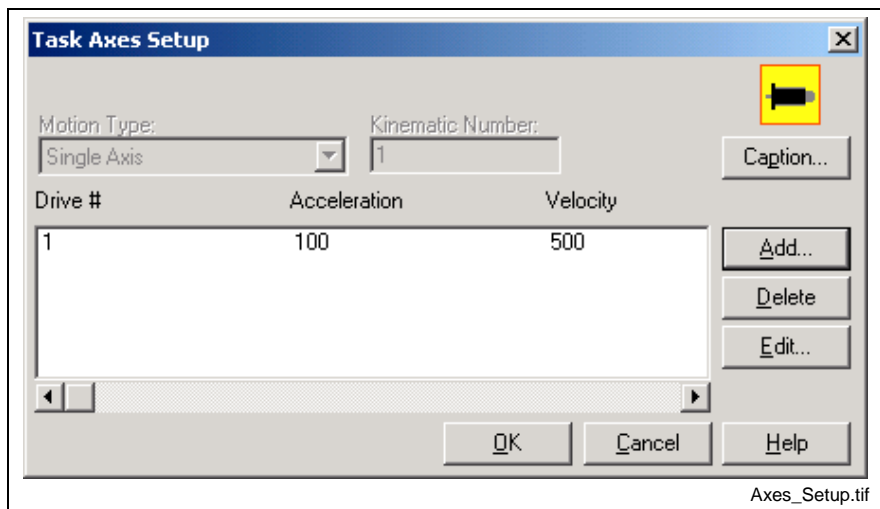 Task Axes Setup
Motion Type:
Kinematic Number:
Single Axis
1
Caption...
Drive # Acceleration Velocity
1 100 500
Add...
Delete
Edit...
OK Cancel Help
Axes_Setup.tif